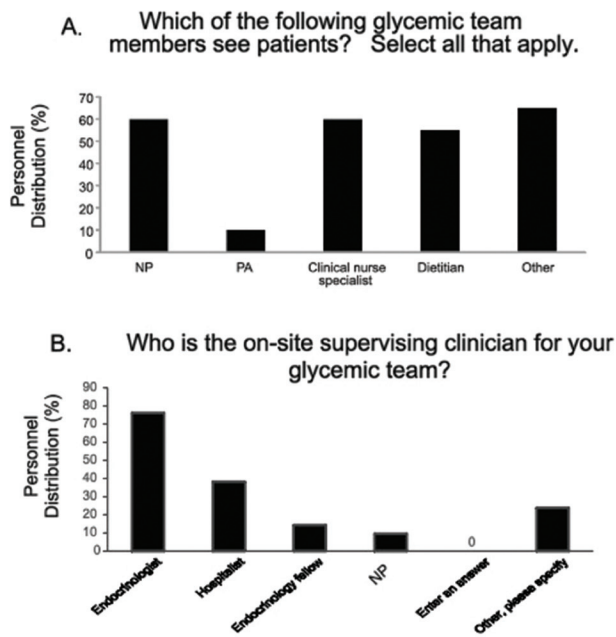 A.
Which of the following glycemic team
members see patients? Select all that apply.
Personnel
Distribution (%)
70
60
50
40
30
20
10
0
NP
PA
Clinical nurse
specialist
Dietitian
Other
B.
Who is the on-site supervising clinician for your
glycemic team?
Personnel
Distribution (%)
90
80
70
60
50
40
30
20
10
0
0
Endocrinologist
Hospitalist
Endocrinology fellow
NP
Enter an answer
Other, please specify